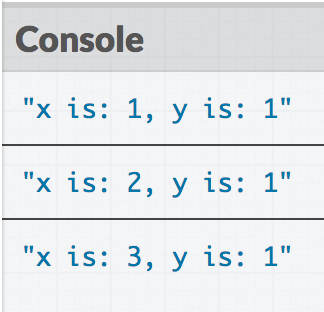 Console
"x is: 1, y is: 1"
"x is: 2, y is: 1"
"x is: 3, y is: 1"